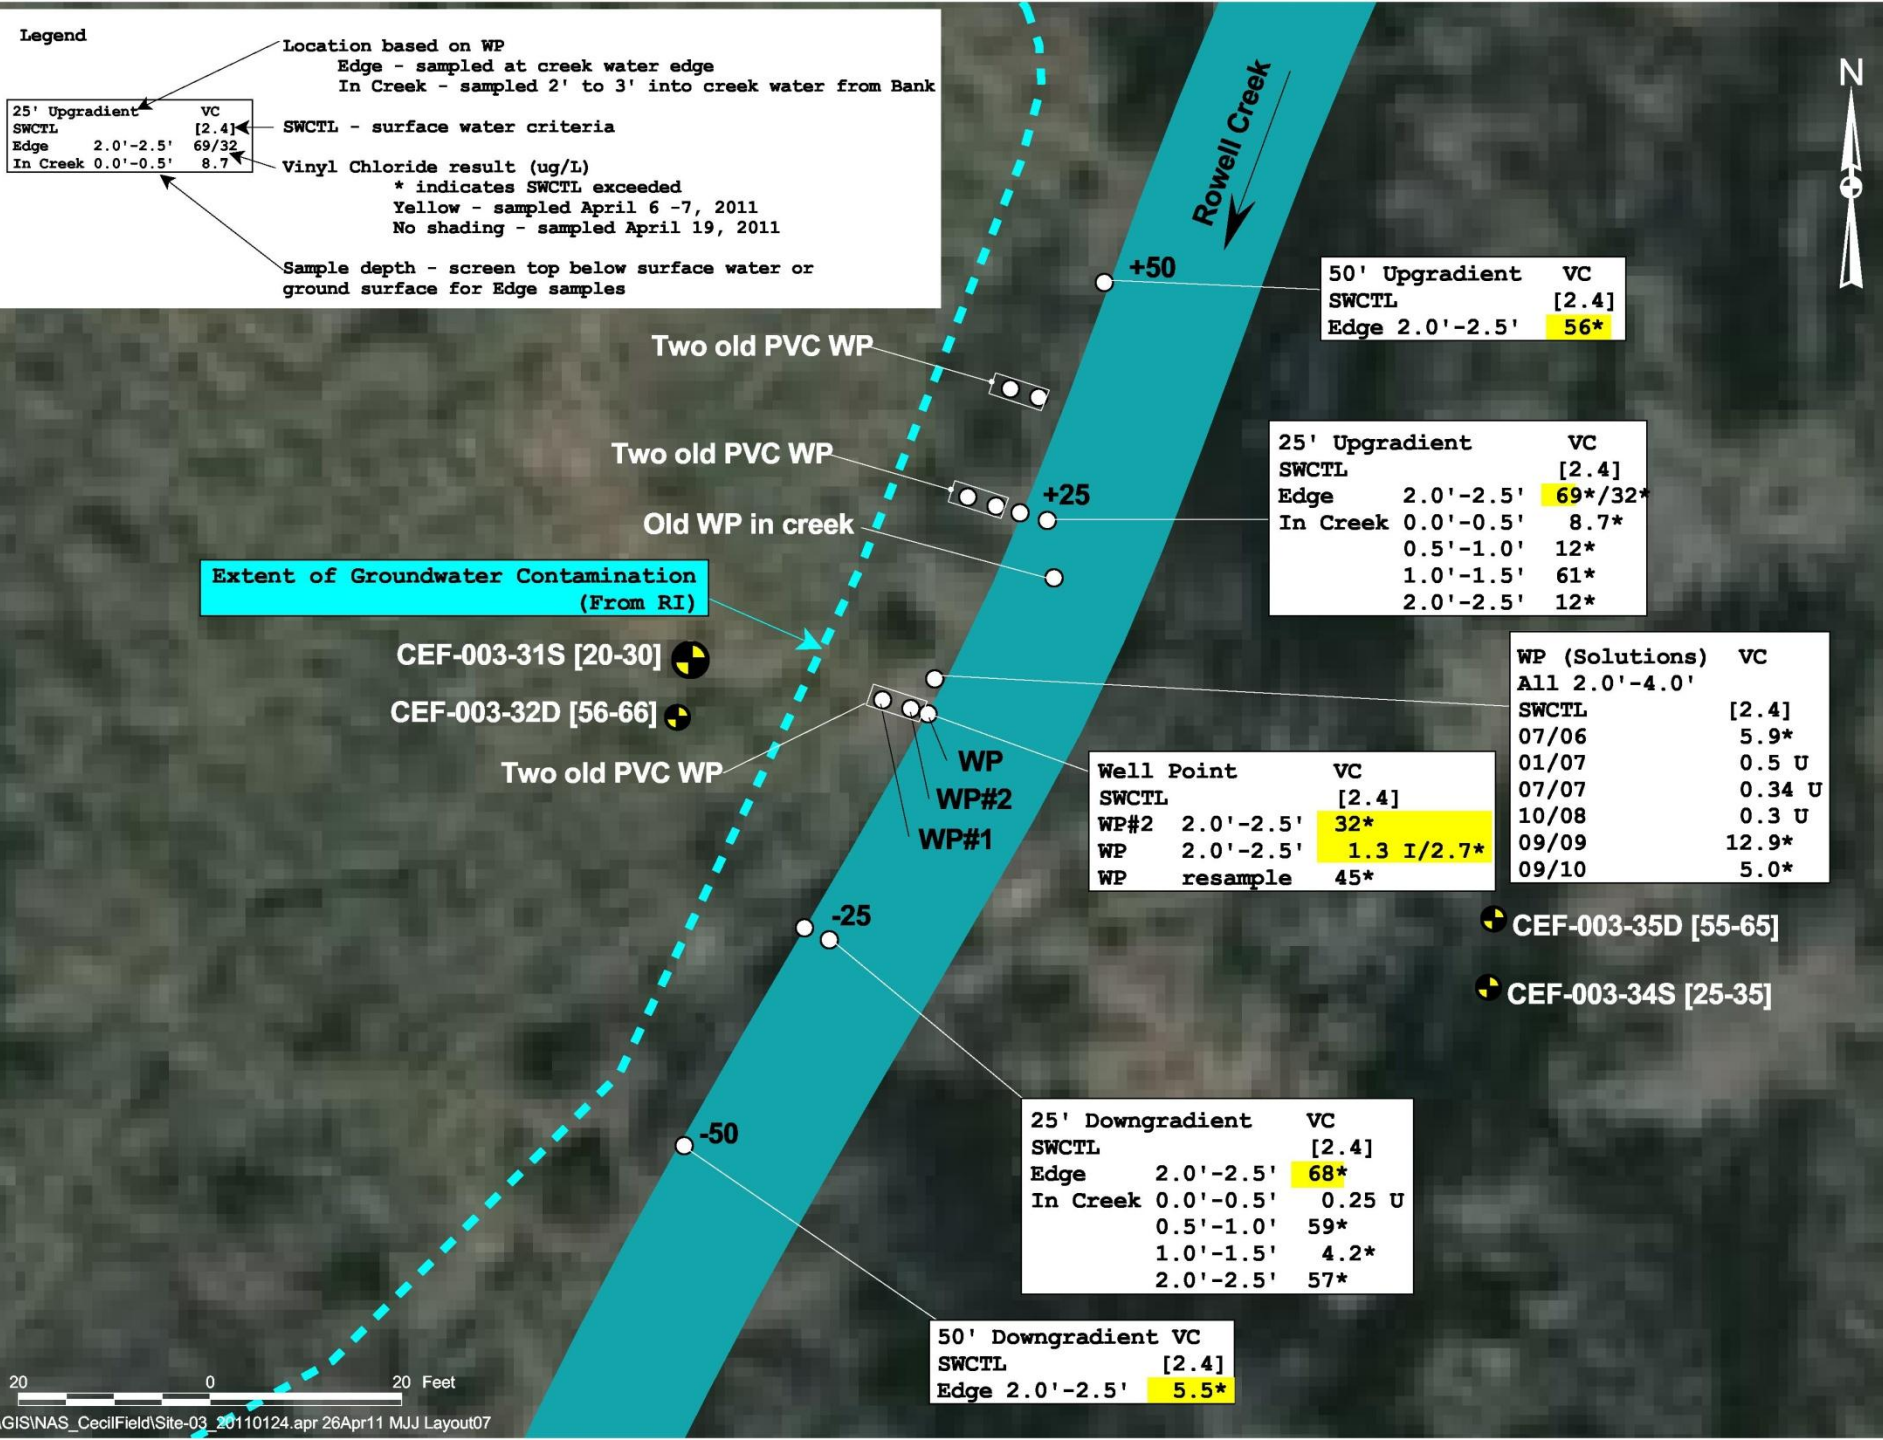 Legend
Location based on WP
Edge - sampled at creek water edge
In Creek - sampled 2' to 3' into creek water from Bank
25' Upgradient VC
SWCTL [2.4]
Edge 2.0'-2.5' 69/32
In Creek 0.0'-0.5' 8.7
SWCTL - surface water criteria
Vinyl Chloride result (ug/L)
* indicates SWCTL exceeded
Yellow - sampled April 6 -7, 2011
No shading - sampled April 19, 2011
Sample depth - screen top below surface water or
ground surface for Edge samples
N
Rowell Creek
+50
50' Upgradient VC
SWCTL [2.4]
Edge 2.0'-2.5' 56*
Two old PVC WP
Two old PVC WP
+25
Old WP in creek
25' Upgradient VC
SWCTL [2.4]
Edge 2.0'-2.5' 69*/32*
In Creek 0.0'-0.5' 8.7*
0.5'-1.0' 12*
1.0'-1.5' 61*
2.0'-2.5' 12*
Extent of Groundwater Contamination
(From RI)
CEF-003-31S [20-30]
CEF-003-32D [56-66]
Two old PVC WP
WP
WP#2
WP#1
WP (Solutions) VC
All 2.0'-4.0'
SWCTL [2.4]
07/06 5.9*
01/07 0.5 U
07/07 0.34 U
10/08 0.3 U
09/09 12.9*
09/10 5.0*
Well Point VC
SWCTL [2.4]
WP#2 2.0'-2.5' 32*
WP 2.0'-2.5' 1.3 I/2.7*
WP resample 45*
CEF-003-35D [55-65]
CEF-003-34S [25-35]
-25
25' Downgradient VC
SWCTL [2.4]
Edge 2.0'-2.5' 68*
In Creek 0.0'-0.5' 0.25 U
0.5'-1.0' 59*
1.0'-1.5' 4.2*
2.0'-2.5' 57*
-50
50' Downgradient VC
SWCTL [2.4]
Edge 2.0'-2.5' 5.5*
20 0 20 Feet
\GIS\NAS_CecilField\Site-03_20110124.apr 26Apr11 MJJ Layout07